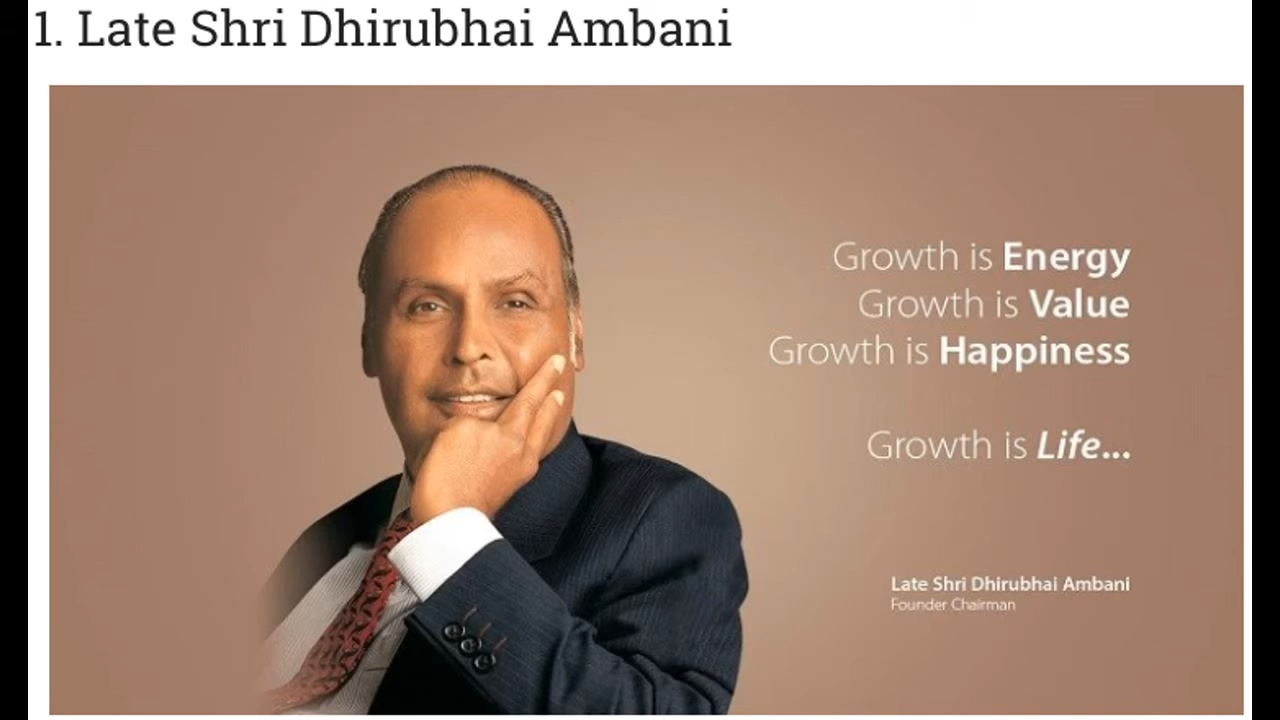 1. Late Shri Dhirubhai Ambani
Growth is Energy
Growth is Value
Growth is Happiness
Growth is Life...
Late Shri Dhirubhai Ambani
Founder Chairman